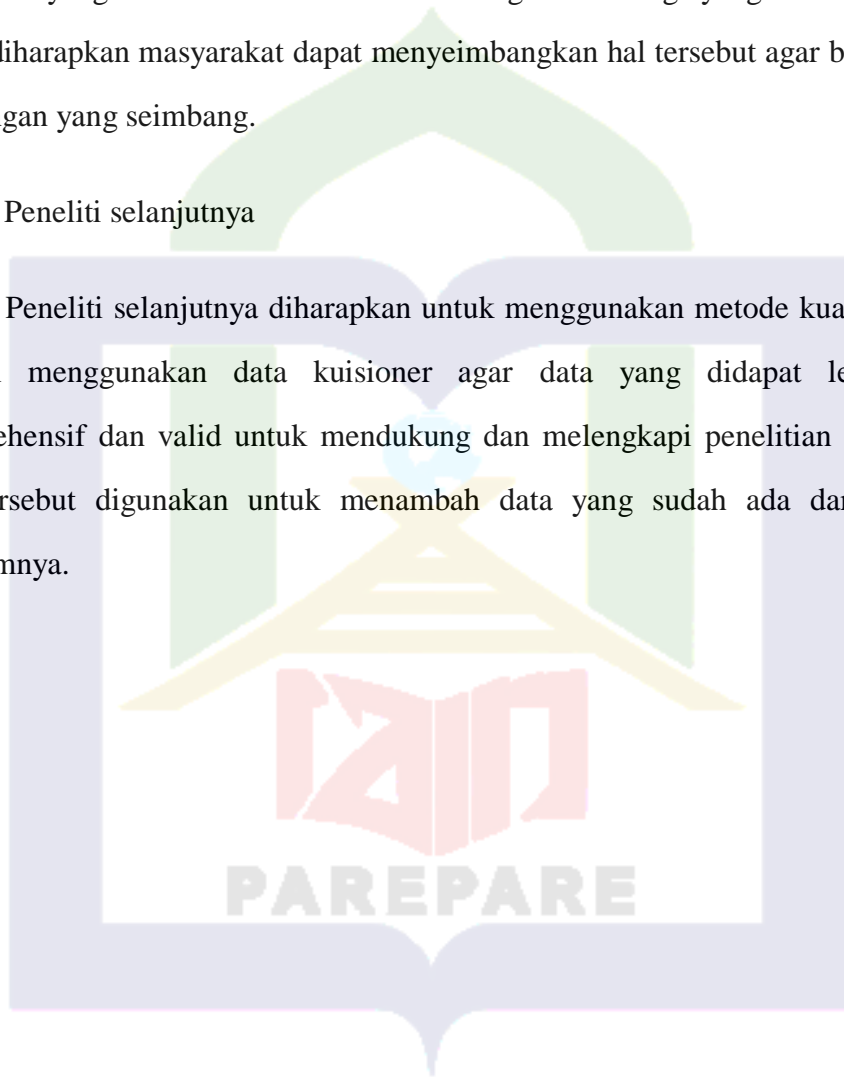 diharapkan masyarakat dapat menyeimbangkan hal tersebut agar b
ngan yang seimbang.
Peneliti selanjutnya
Peneliti selanjutnya diharapkan untuk menggunakan metode kua
menggunakan data kuisioner agar data yang didapat le
ehensif dan valid untuk mendukung dan melengkapi penelitian
rsebut digunakan untuk menambah data yang sudah ada dar
mnya.
iain
PAREPARE